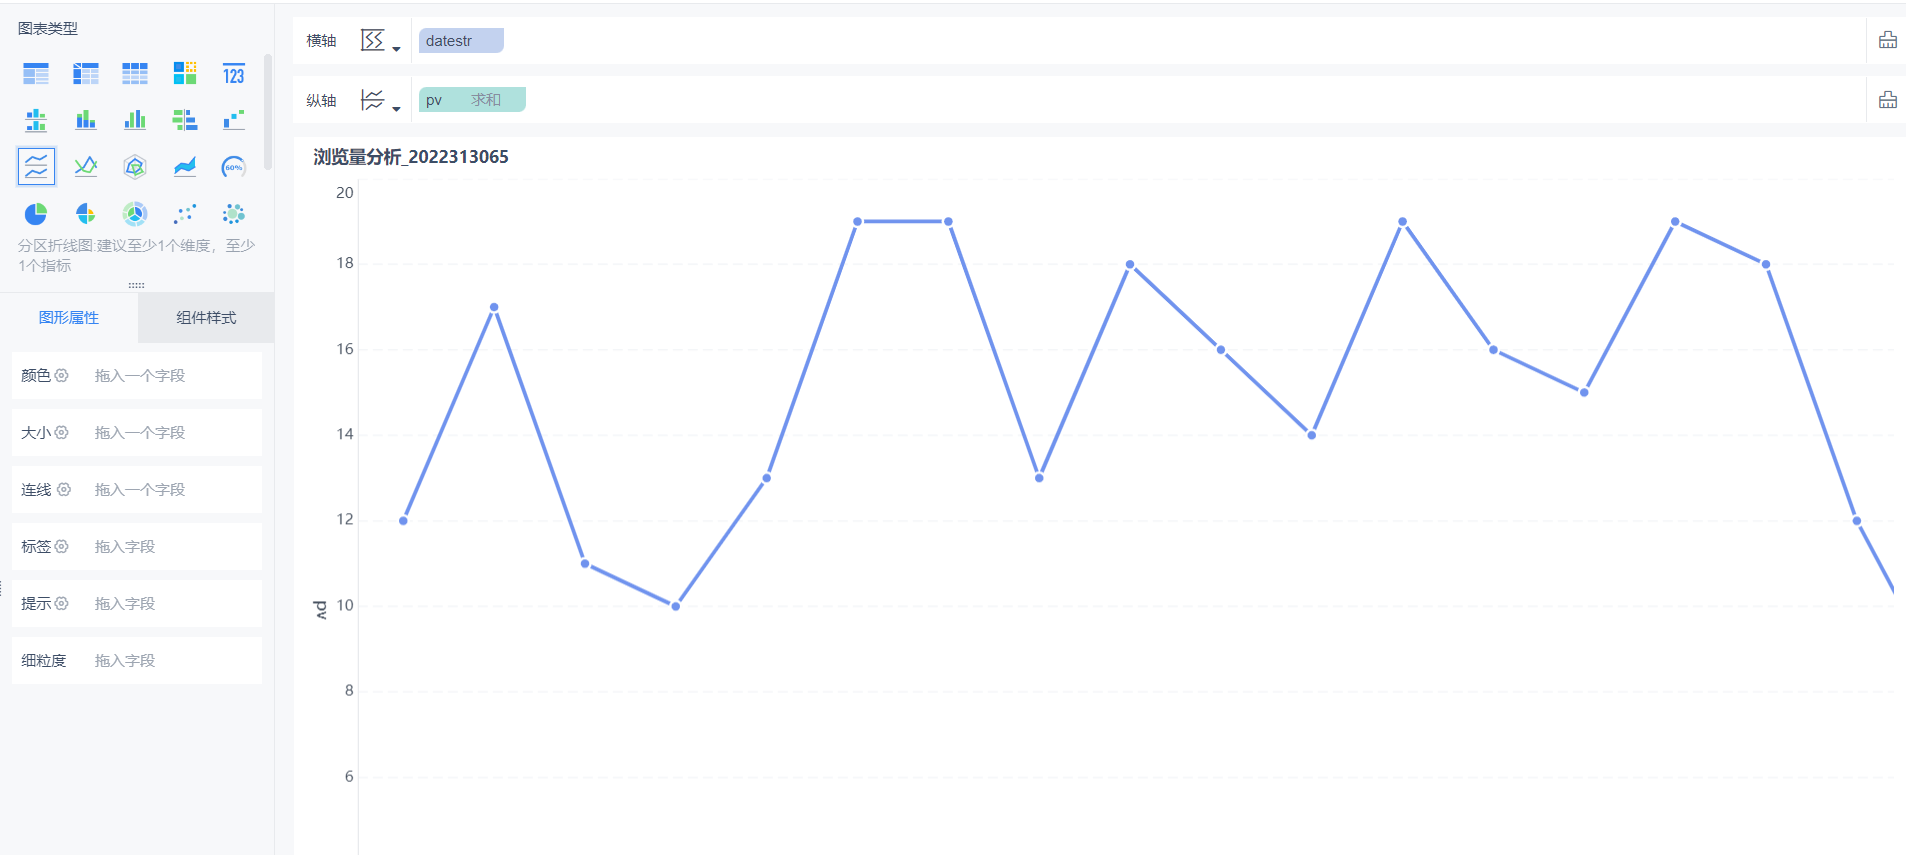 图表类型
123
60%
分区折线图:建议至少1个维度，至少
1个指标
图形属性
组件样式
颜色 拖入一个字段
大小 拖入一个字段
连线 拖入一个字段
标签 拖入字段
提示 拖入字段
细粒度 拖入字段
横轴 datestr
纵轴 pv 求和
浏览量分析_2022313065
20
18
16
14
12
10
8
6
pv